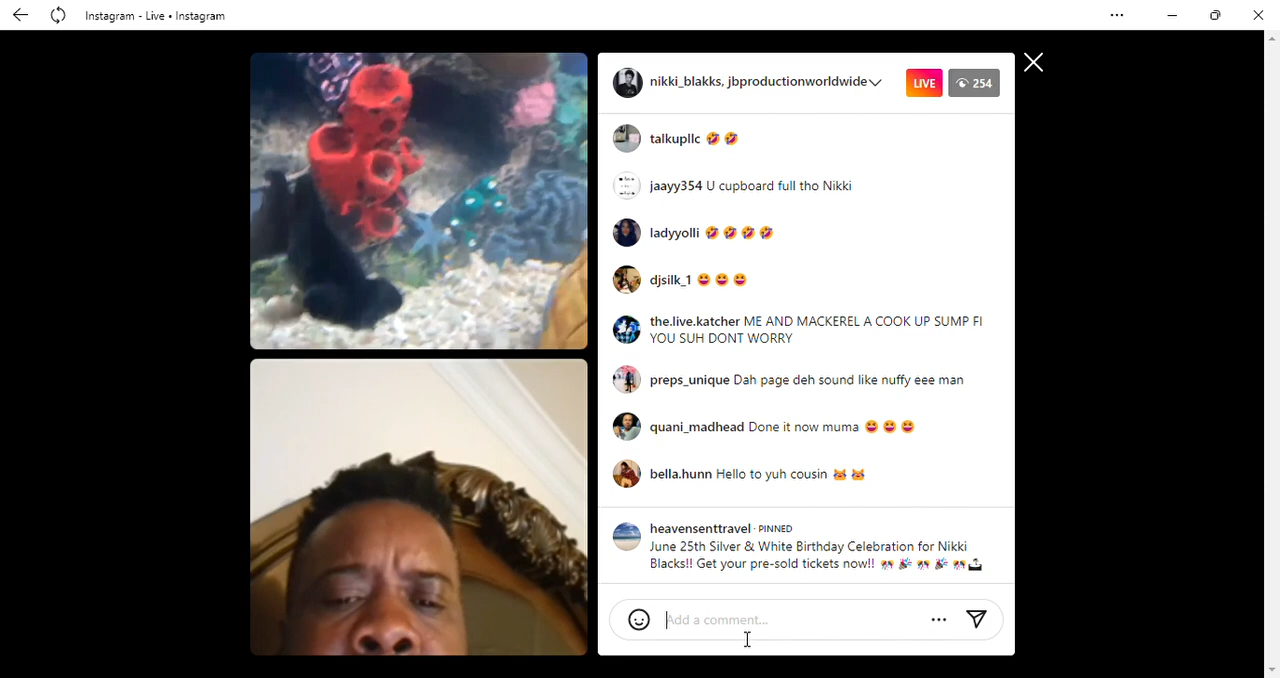 Instagram - Live • Instagram
nikki_blakks, jbproductionworldwide
LIVE
254
talkupllc 🤣 🤣
jaayy354 U cupboard full tho Nikki
ladyyolli 🤣 🤣 🤣 🤣
djsilk_1 😆 😆 😆
the.live.katcher ME AND MACKEREL A COOK UP SUMP FI
YOU SUH DONT WORRY
preps_unique Dah page deh sound like nuffy eee man
quani_madhead Done it now muma 😆 😆 😆
bella.hunn Hello to yuh cousin 😹 😹
heavensenttravel · PINNED
June 25th Silver & White Birthday Celebration for Nikki
Blacks!! Get your pre-sold tickets now!! 🎊 🎉 🎊 🎉 🎊
Add a comment...